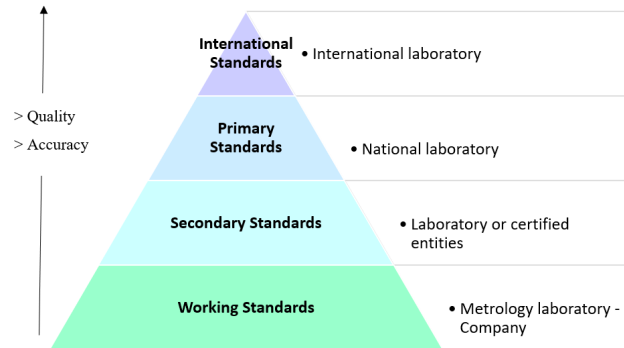 International
Standards
• International laboratory
> Quality
> Accuracy
Primary
Standards
• National laboratory
Secondary Standards
• Laboratory or certified
entities
Working Standards
• Metrology laboratory -
Company